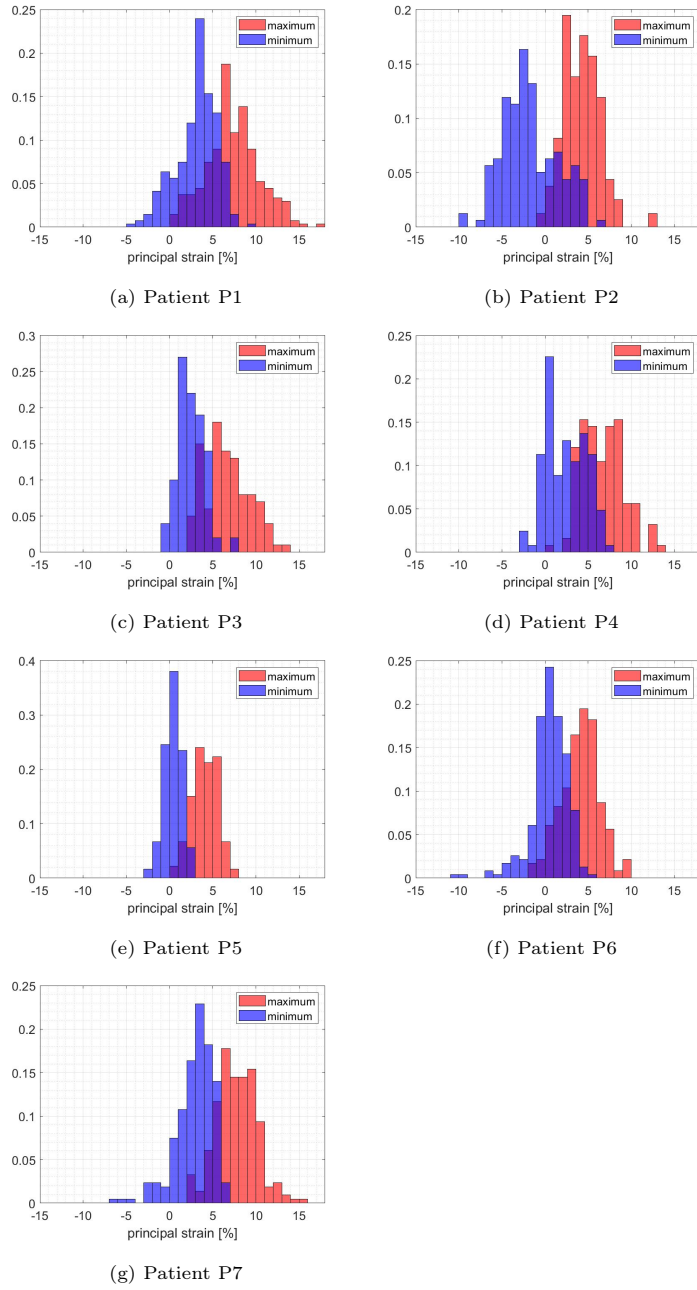 0.25
maximum
minimum
0.2
0.15
0.1
0.05
0
-15 -10 -5 0 5 10 15
principal strain [%]
(a) Patient P1
0.2
maximum
minimum
0.15
0.1
0.05
0
-15 -10 -5 0 5 10 15
principal strain [%]
(b) Patient P2
0.3
maximum
minimum
0.25
0.2
0.15
0.1
0.05
0
-15 -10 -5 0 5 10 15
principal strain [%]
(c) Patient P3
0.25
maximum
minimum
0.2
0.15
0.1
0.05
0
-15 -10 -5 0 5 10 15
principal strain [%]
(d) Patient P4
0.4
maximum
minimum
0.3
0.2
0.1
0
-15 -10 -5 0 5 10 15
principal strain [%]
(e) Patient P5
0.25
maximum
minimum
0.2
0.15
0.1
0.05
0
-15 -10 -5 0 5 10 15
principal strain [%]
(f) Patient P6
0.25
maximum
minimum
0.2
0.15
0.1
0.05
0
-15 -10 -5 0 5 10 15
principal strain [%]
(g) Patient P7